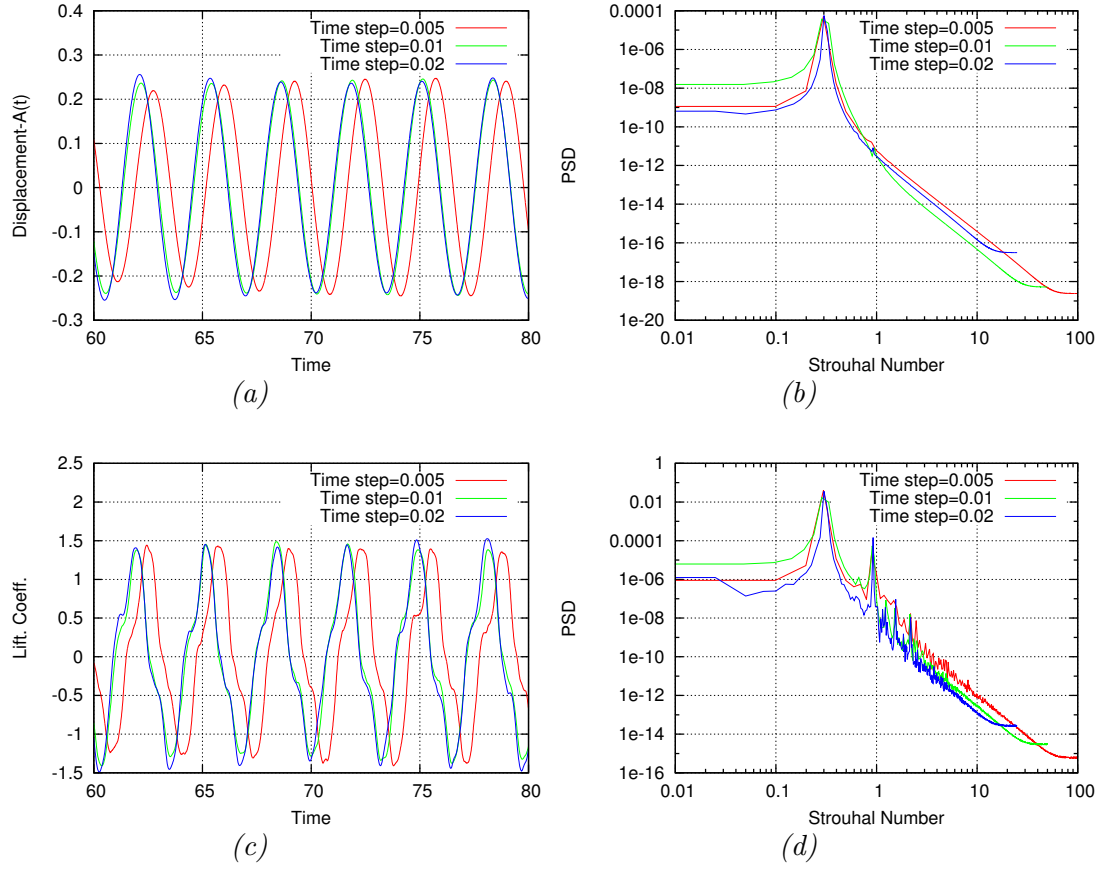 0.4
0.3
0.2
0.1
0
-0.1
-0.2
-0.3
60
65
70
75
80
Displacement-A(t)
Time
Time step=0.005
Time step=0.01
Time step=0.02
(a)
0.0001
1e-06
1e-08
1e-10
1e-12
1e-14
1e-16
1e-18
1e-20
0.01
0.1
1
10
100
PSD
Strouhal Number
Time step=0.005
Time step=0.01
Time step=0.02
(b)
2.5
2
1.5
1
0.5
0
-0.5
-1
-1.5
60
65
70
75
80
Lift. Coeff.
Time
Time step=0.005
Time step=0.01
Time step=0.02
(c)
1
0.01
0.0001
1e-06
1e-08
1e-10
1e-12
1e-14
1e-16
0.01
0.1
1
10
100
PSD
Strouhal Number
Time step=0.005
Time step=0.01
Time step=0.02
(d)